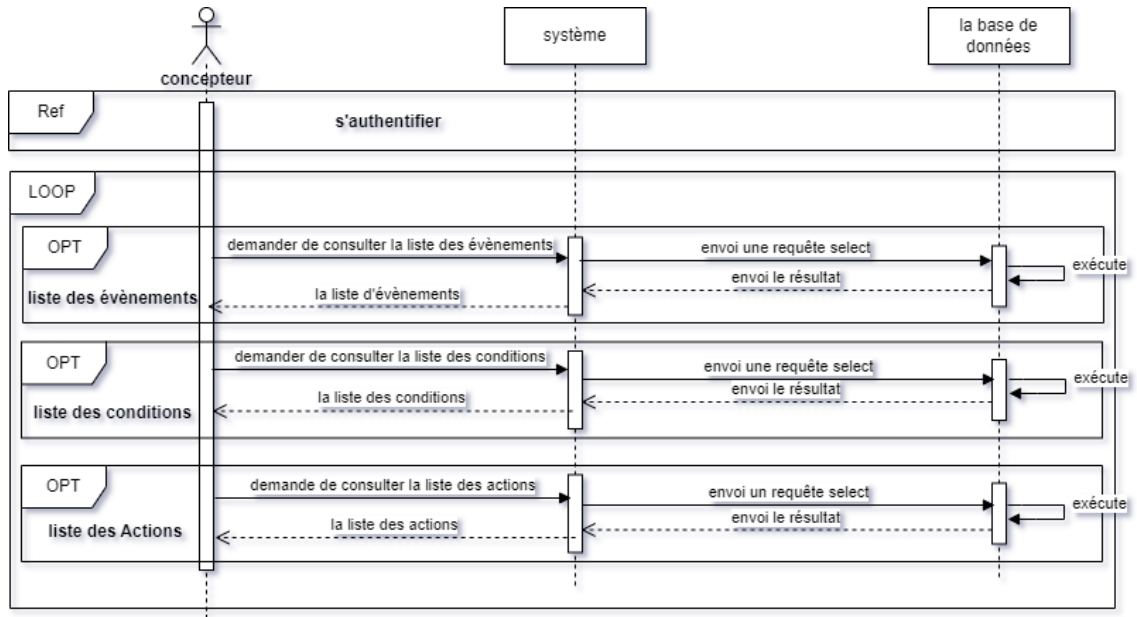 système
la base de
données
concepteur
Ref
s'authentifier
LOOP
OPT
demander de consulter la liste des évènements
envoi une requête select
exécute
envoi le résultat
liste des évènements
la liste d'évènements
OPT
demander de consulter la liste des conditions
envoi une requête select
exécute
envoi le résultat
liste des conditions
la liste des conditions
OPT
demande de consulter la liste des actions
envoi un requête select
exécute
envoi le résultat
liste des Actions
la liste des actions